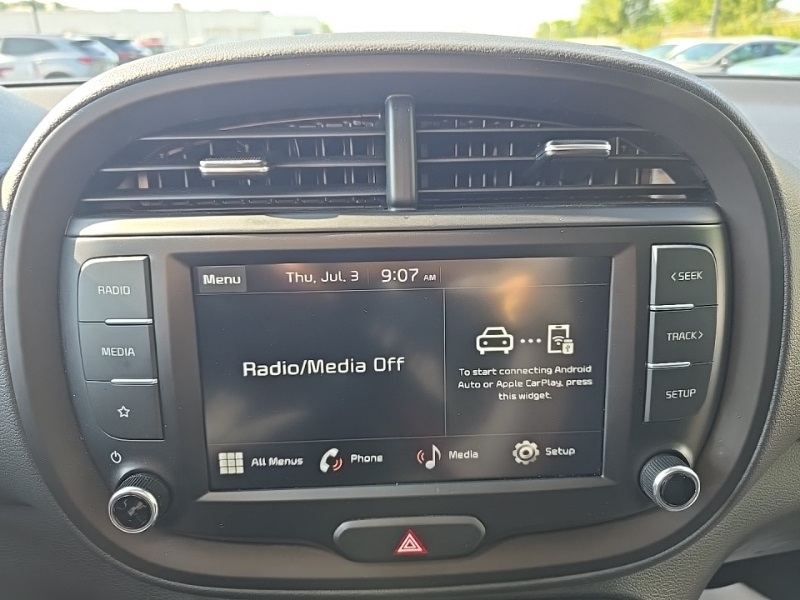 Menu Thu, Jul. 3 9:07 AM
RADIO
MEDIA
Radio/Media Off
To start connecting Android
Auto or Apple CarPlay, press
this widget.
All Menus Phone Media Setup
< SEEK
TRACK >
SETUP